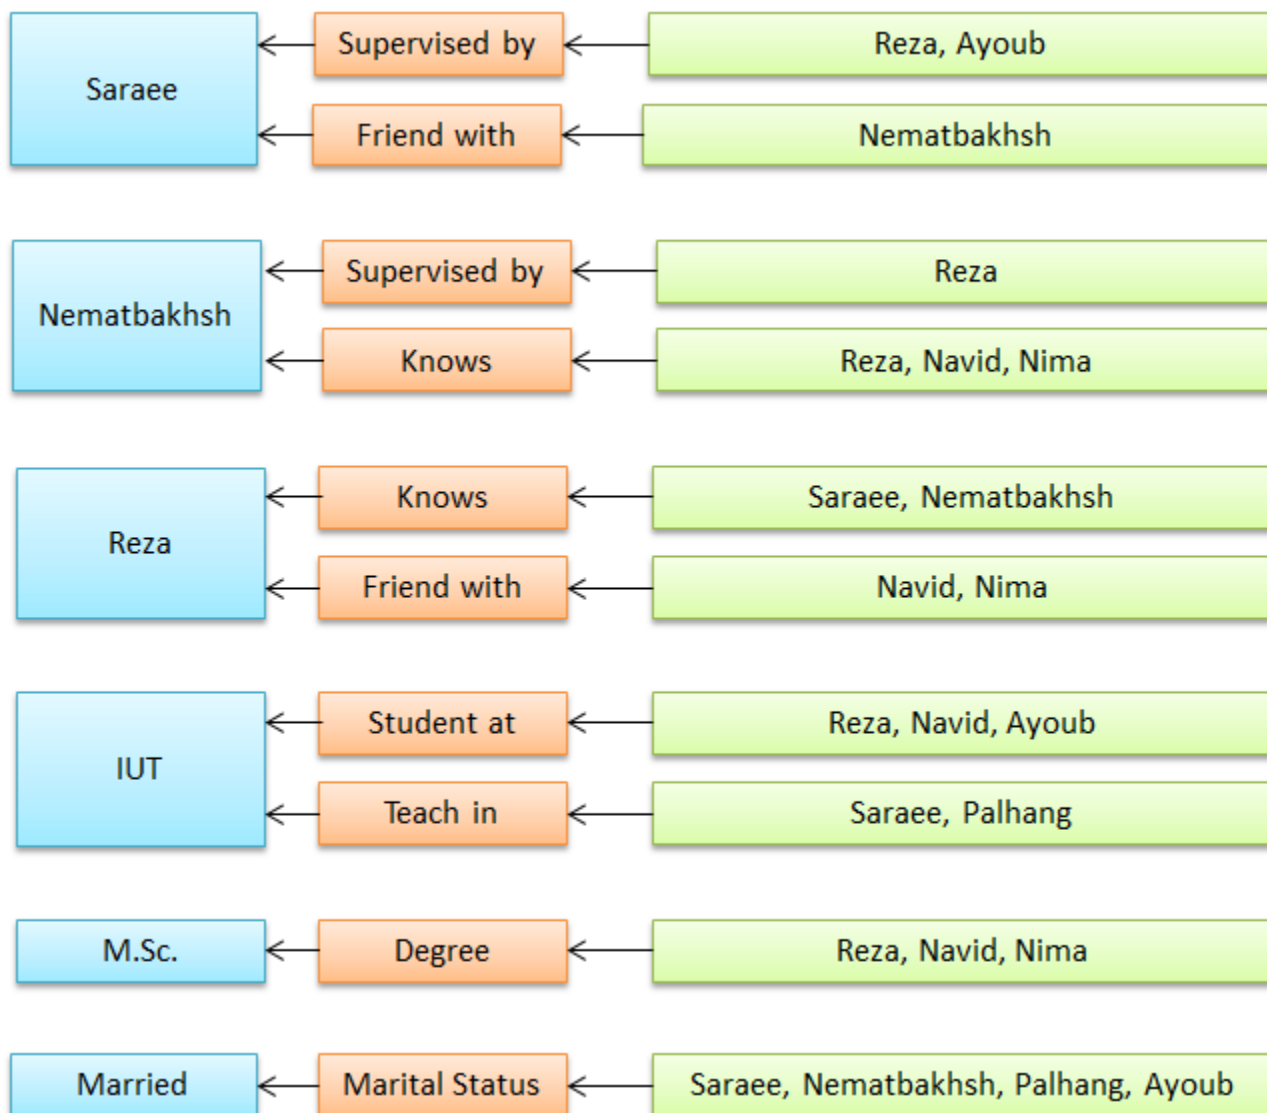 Saraee
Supervised by
Reza, Ayoub
Friend with
Nematbakhsh
Nematbakhsh
Supervised by
Reza
Knows
Reza, Navid, Nima
Reza
Knows
Saraee, Nematbakhsh
Friend with
Navid, Nima
IUT
Student at
Reza, Navid, Ayoub
Teach in
Saraee, Palhang
M.Sc.
Degree
Reza, Navid, Nima
Married
Marital Status
Saraee, Nematbakhsh, Palhang, Ayoub